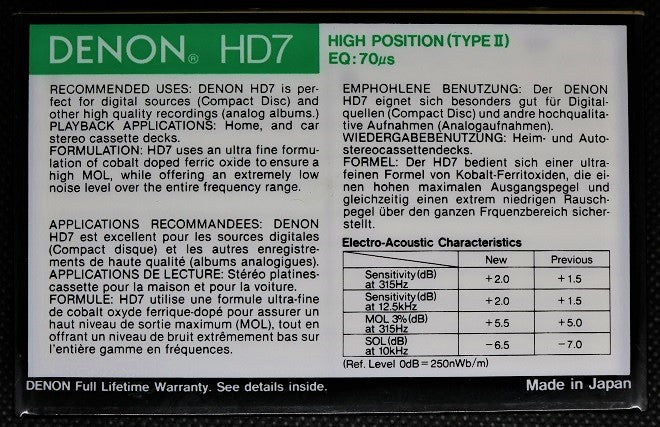 DENON® HD7
HIGH POSITION (TYPE II)
EQ:70μs
RECOMMENDED USES: DENON HD7 is per-
fect for digital sources (Compact Disc) and
other high quality recordings (analog albums.)
PLAYBACK APPLICATIONS: Home, and car
stereo cassette decks.
FORMULATION: HD7 uses an ultra fine formu-
lation of cobalt doped ferric oxide to ensure a
high MOL, while offering an extremely low
noise level over the entire frequency range.
APPLICATIONS RECOMMANDEES: DENON
HD7 est excellent pour les sources digitales
(Compact disque) et les autres enregistre-
ments de haute qualité (albums analogiques).
APPLICATIONS DE LECTURE: Stéréo platines-
cassette pour la maison et pour la voiture.
FORMULE: HD7 utilise une formule ultra-fine
de cobalt oxyde ferrique-dopé pour assurer un
haut niveau de sortie maximum (MOL), tout en
offrant un niveau de bruit extrêmement bas sur
l'entière gamme en fréquences.
EMPHOHLENE BENUTZUNG: Der DENON
HD7 eignet sich besonders gut für Digital-
quellen (Compact Disc) und andre hochqualita-
tive Aufnahmen (Analogaufnahmen).
WIEDERGABEBENUTZUNG: Heim- und Auto-
stereocassettendecks.
FORMEL: Der HD7 bedient sich einer ultra-
feinen Formel von Kobalt-Ferritoxiden, die ei-
nen hohen maximalen Ausgangspegel und
gleichzeitig einen extrem niedrigen Rausch-
pegel über den ganzen Frquenzbereich sicher-
stellt.
Electro-Acoustic Characteristics
New Previous
Sensitivity(dB)
at 315Hz +2.0 +1.5
Sensitivity(dB)
at 12.5kHz +2.0 +1.5
MOL 3%(dB)
at 315Hz +5.5 +5.0
SOL(dB)
at 10kHz −6.5 −7.0
(Ref. Level 0dB=250nWb/m)
DENON Full Lifetime Warranty. See details inside.
Made in Japan